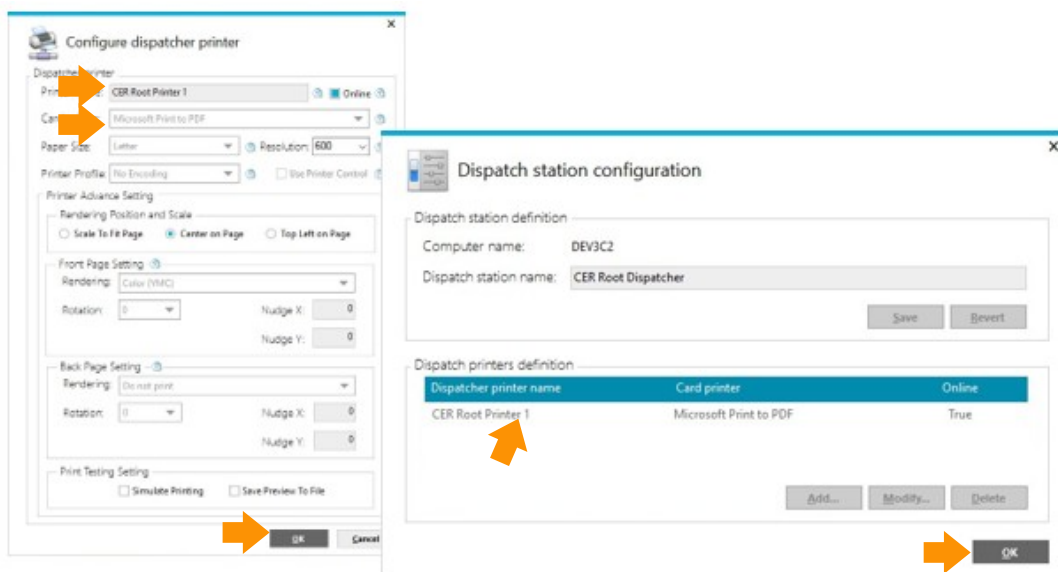 Configure dispatcher printer
Dispatcher printer
CER Root Printer 1 Online
Microsoft Print to PDF
Paper Size: Letter Resolution: 600
Printer Profile: No Encoding Use Printer Control
Printer Advance Setting
Rendering Position and Scale
Scale To Fit Page Center on Page Top Left on Page
Front Page Setting
Rendering: Color (YMC)
Rotation: 0 Nudge X: 0
Nudge Y: 0
Back Page Setting
Rendering: Do not print
Rotation: 0 Nudge X: 0
Nudge Y: 0
Print Testing Setting
Simulate Printing Save Preview To File
OK Cancel
Dispatch station configuration
Dispatch station definition
Computer name: DEV3C2
Dispatch station name: CER Root Dispatcher
Save Revert
Dispatch printers definition
Dispatcher printer name Card printer Online
CER Root Printer 1 Microsoft Print to PDF True
Add... Modify... Delete
OK